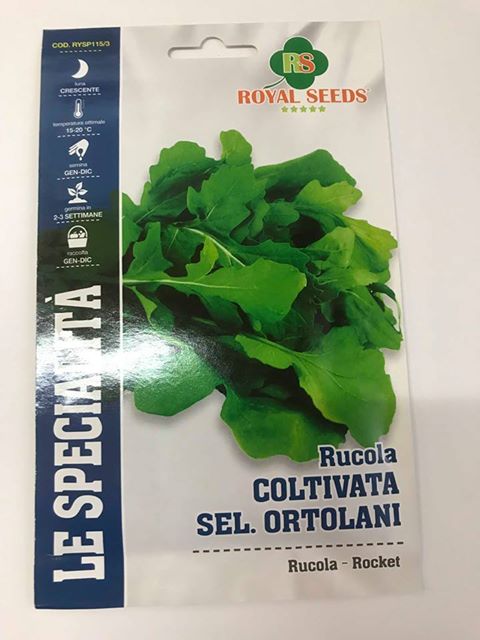 COD. RYSP115/3
luna
CRESCENTE
temperatura ottimale
15-20 °C
semina
GEN-DIC
germina in
2-3 SETTIMANE
raccolta
GEN-DIC
LE SPECIALITÀ
RS
ROYAL SEEDS®
Rucola
COLTIVATA
SEL. ORTOLANI
Rucola - Rocket